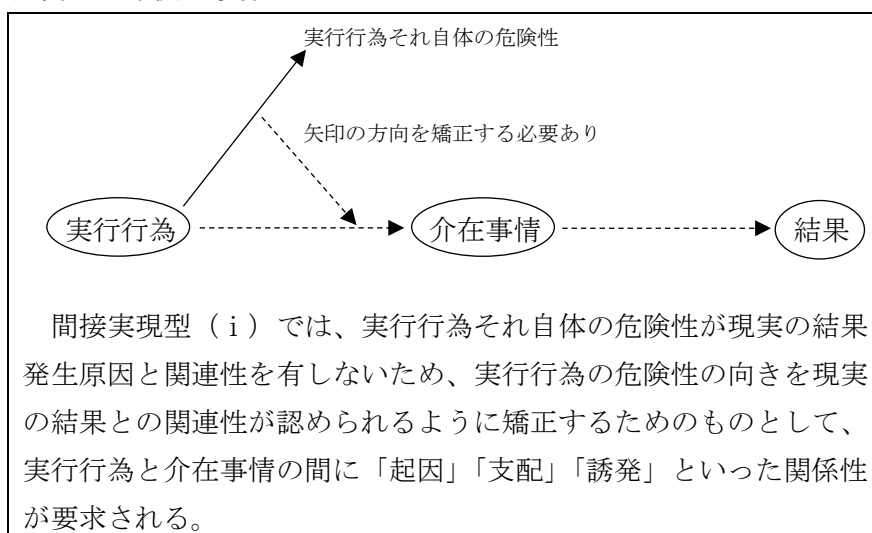 実行行為それ自体の危険性
矢印の方向を矯正する必要あり
実行行為
介在事情
結果
間接実現型(ⅰ)では、実行行為それ自体の危険性が現実の結果
発生原因と関連性を有しないため、実行行為の危険性の向きを現実
の結果との関連性が認められるように矯正するためのものとして、
実行行為と介在事情の間に「起因」「支配」「誘発」といった関係性
が要求される。